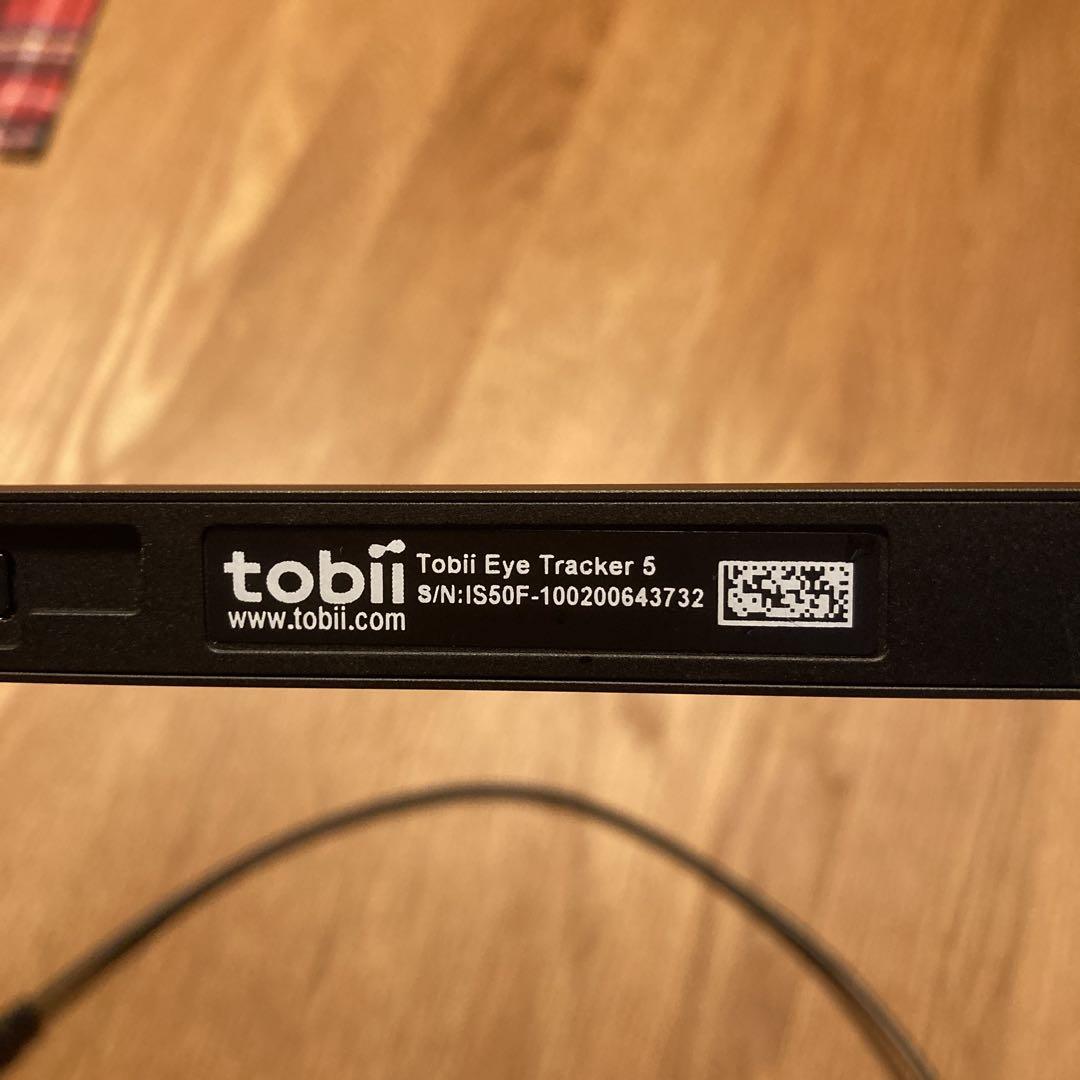 tobii
Tobii Eye Tracker 5
S/N:IS50F-100200643732
www.tobii.com